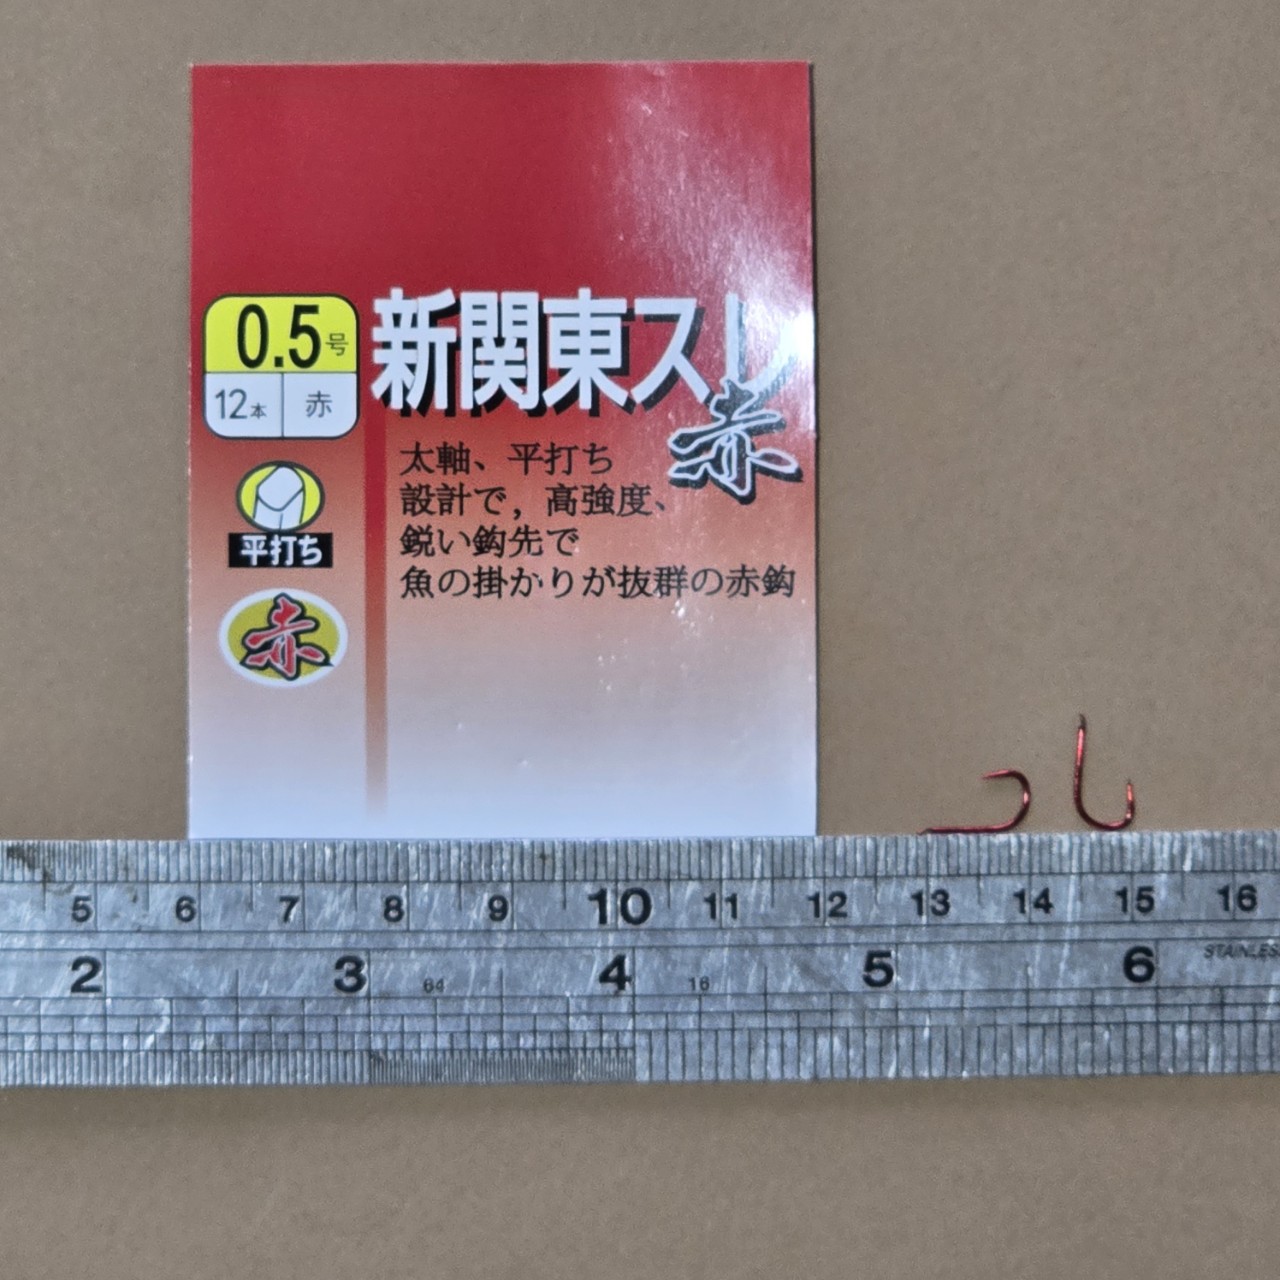 0.5号
12本 赤
新関東スレ
赤
太軸、平打ち
設計で，高強度、
鋭い鈎先で
魚の掛かりが抜群の赤鈎
平打ち
赤
5 6 7 8 9 10 11 12 13 14 15 16
2 3 4 5 6
64 16
STAINLES